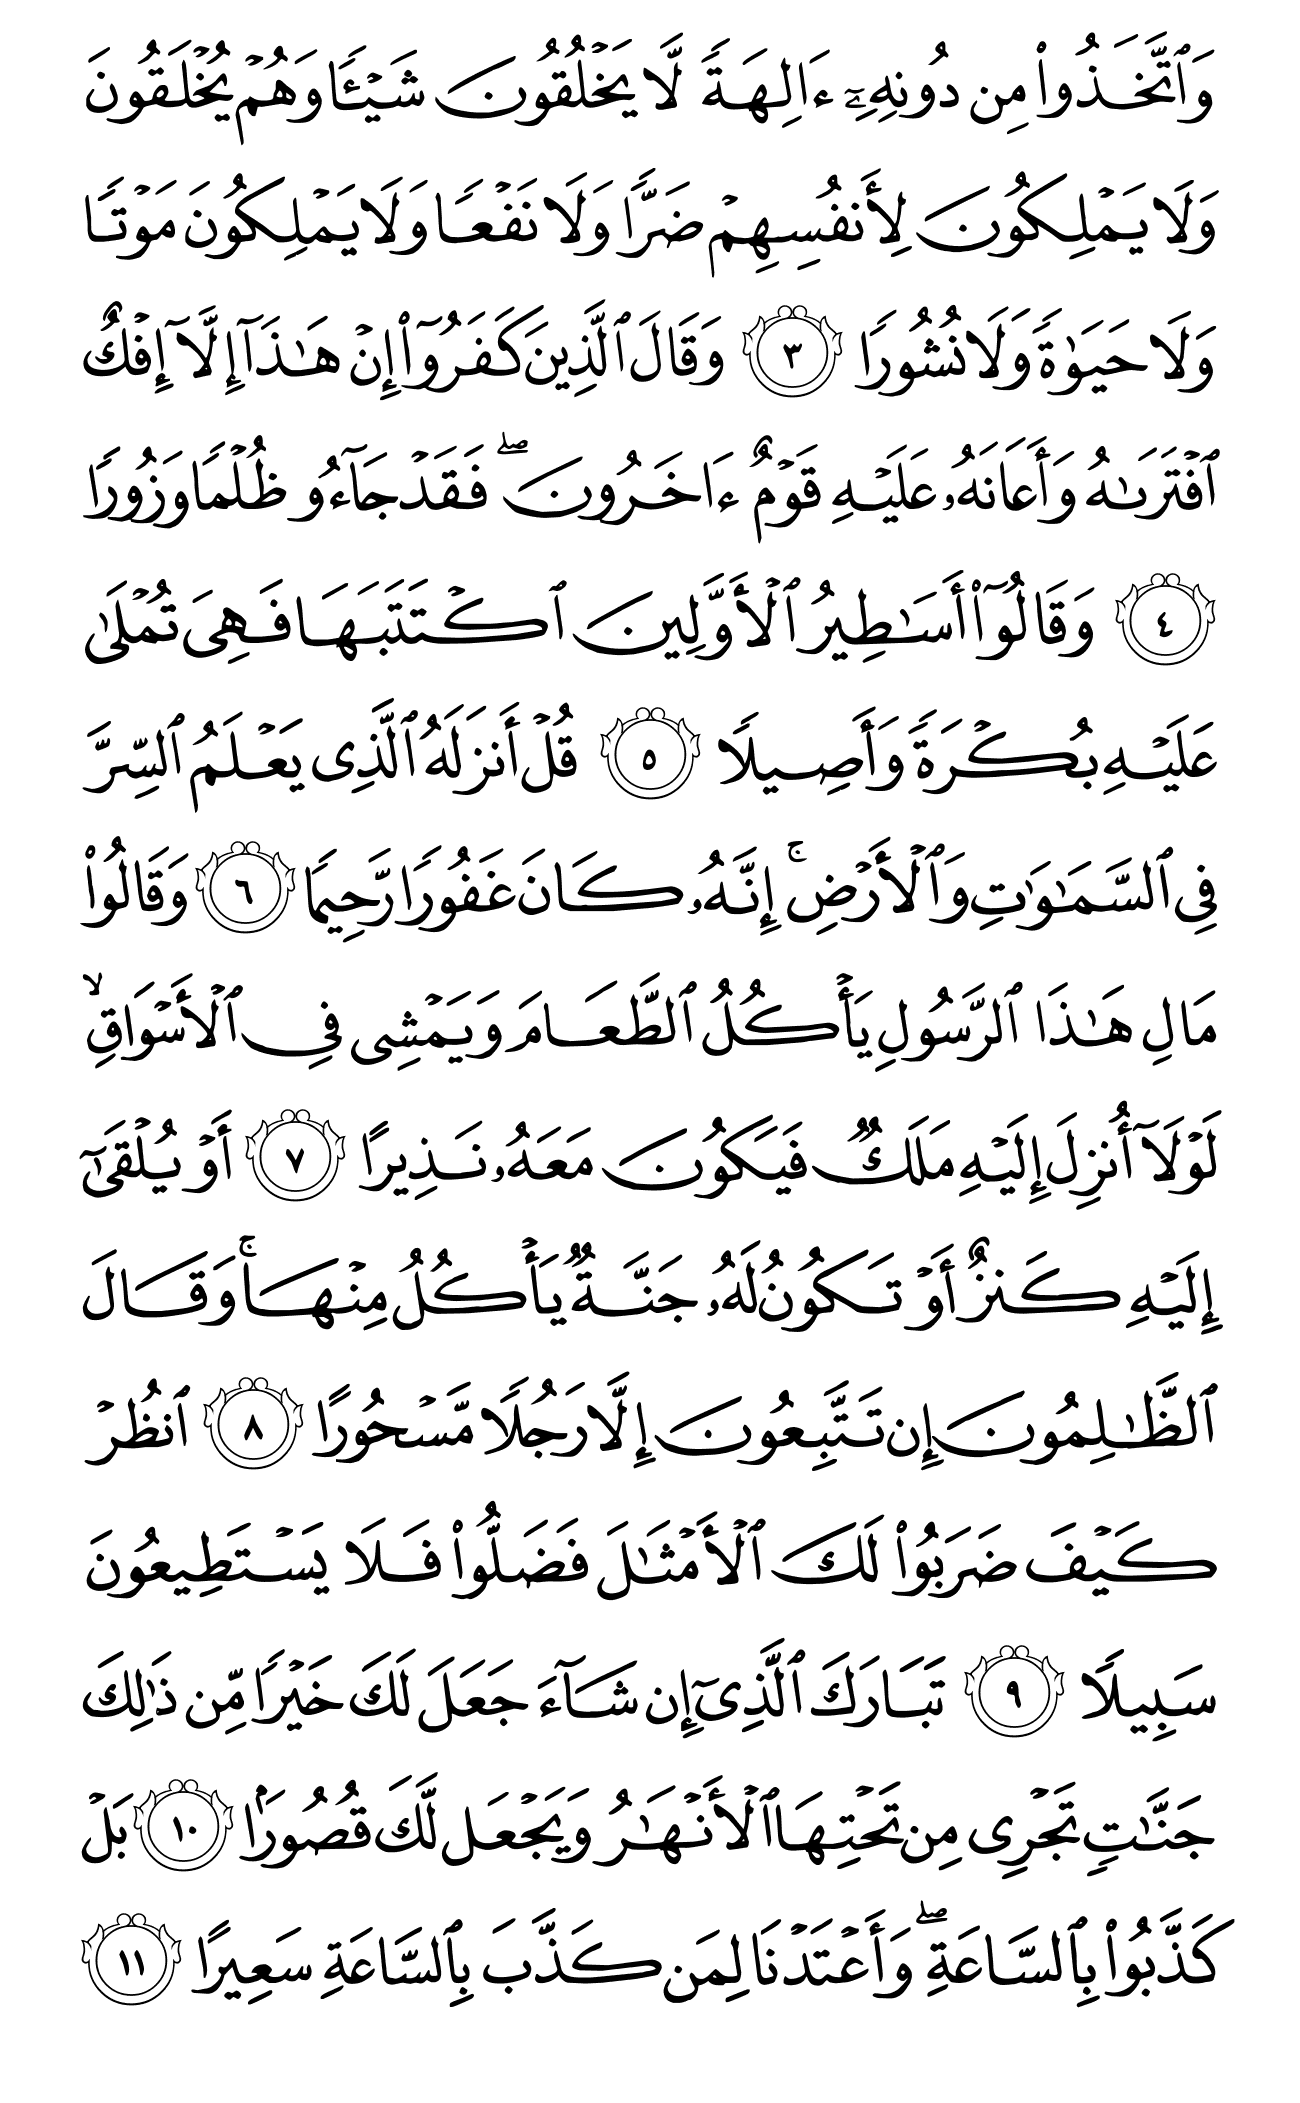 وَٱتَّخَذُوا۟ مِن دُونِهِۦٓ ءَالِهَةً لَّا يَخْلُقُونَ شَيْـًٔا وَهُمْ يُخْلَقُونَ
وَلَا يَمْلِكُونَ لِأَنفُسِهِمْ ضَرًّا وَلَا نَفْعًا وَلَا يَمْلِكُونَ مَوْتًا
وَلَا حَيَوٰةً وَلَا نُشُورًا ٣ وَقَالَ ٱلَّذِينَ كَفَرُوٓا۟ إِنْ هَـٰذَآ إِلَّآ إِفْكٌ
ٱفْتَرَىٰهُ وَأَعَانَهُۥ عَلَيْهِ قَوْمٌ ءَاخَرُونَ ۖ فَقَدْ جَآءُو ظُلْمًا وَزُورًا
٤ وَقَالُوٓا۟ أَسَـٰطِيرُ ٱلْأَوَّلِينَ ٱكْتَتَبَهَا فَهِىَ تُمْلَىٰ
عَلَيْهِ بُكْرَةً وَأَصِيلًا ٥ قُلْ أَنزَلَهُ ٱلَّذِى يَعْلَمُ ٱلسِّرَّ
فِى ٱلسَّمَـٰوَٰتِ وَٱلْأَرْضِ ۚ إِنَّهُۥ كَانَ غَفُورًا رَّحِيمًا ٦ وَقَالُوا۟
مَالِ هَـٰذَا ٱلرَّسُولِ يَأْكُلُ ٱلطَّعَامَ وَيَمْشِى فِى ٱلْأَسْوَاقِ ۙ
لَوْلَآ أُنزِلَ إِلَيْهِ مَلَكٌ فَيَكُونَ مَعَهُۥ نَذِيرًا ٧ أَوْ يُلْقَىٰٓ
إِلَيْهِ كَنزٌ أَوْ تَكُونُ لَهُۥ جَنَّةٌ يَأْكُلُ مِنْهَا ۚ وَقَالَ
ٱلظَّـٰلِمُونَ إِن تَتَّبِعُونَ إِلَّا رَجُلًا مَّسْحُورًا ٨ ٱنظُرْ
كَيْفَ ضَرَبُوا۟ لَكَ ٱلْأَمْثَـٰلَ فَضَلُّوا۟ فَلَا يَسْتَطِيعُونَ
سَبِيلًا ٩ تَبَارَكَ ٱلَّذِىٓ إِن شَآءَ جَعَلَ لَكَ خَيْرًا مِّن ذَٰلِكَ
جَنَّـٰتٍ تَجْرِى مِن تَحْتِهَا ٱلْأَنْهَـٰرُ وَيَجْعَل لَّكَ قُصُورًۢا ١٠ بَلْ
كَذَّبُوا۟ بِٱلسَّاعَةِ ۖ وَأَعْتَدْنَا لِمَن كَذَّبَ بِٱلسَّاعَةِ سَعِيرًا ١١